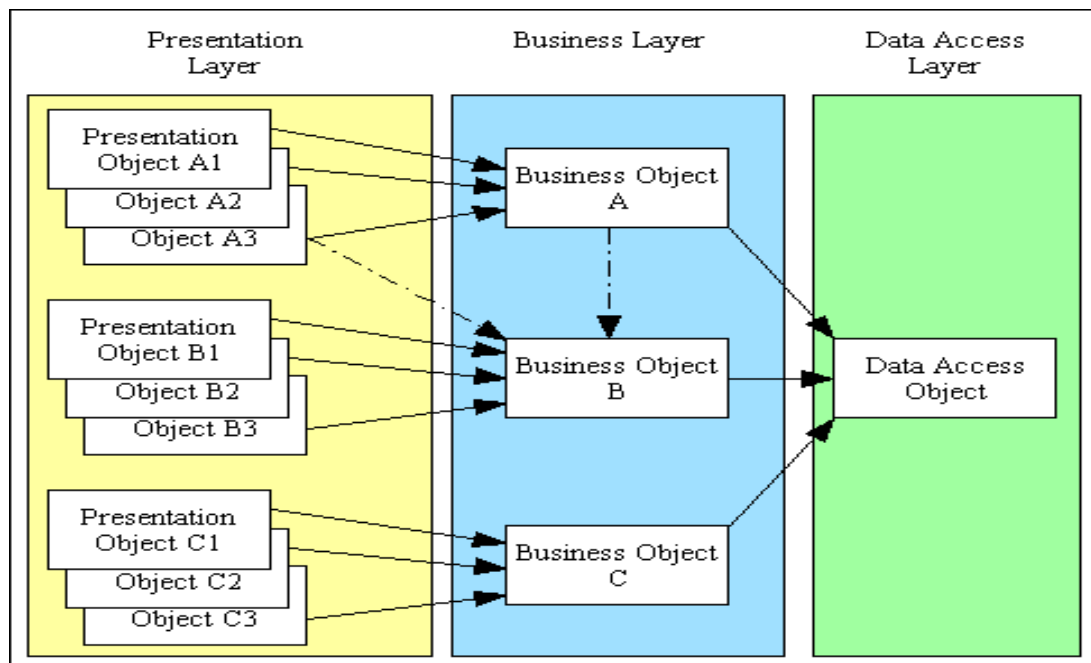 Presentation
Layer
Business Layer
Data Access
Layer
Presentation
Object A1
Object A2
Object A3
Business Object
A
Presentation
Object B1
Object B2
Object B3
Business Object
B
Data Access
Object
Presentation
Object C1
Object C2
Object C3
Business Object
C